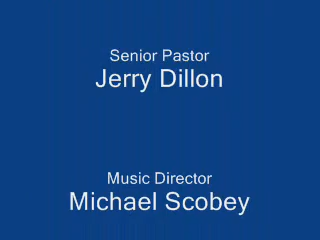 Senior Pastor
Jerry Dillon
Music Director
Michael Scobey